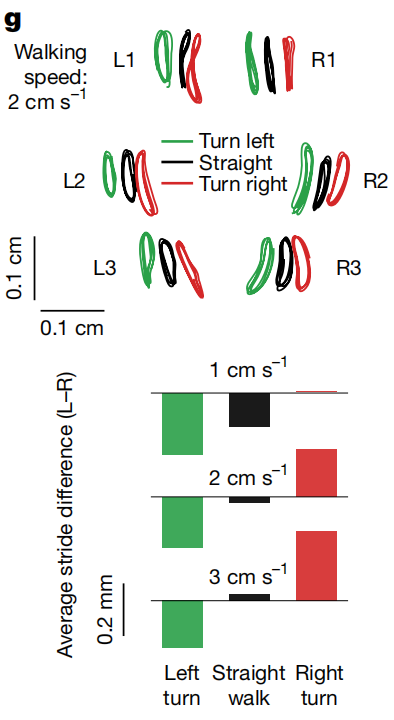 g
Walking
speed:
2 cm s⁻¹
L1
R1
Turn left
Straight
Turn right
L2
R2
L3
R3
0.1 cm
0.1 cm
Average stride difference (L–R)
1 cm s⁻¹
2 cm s⁻¹
3 cm s⁻¹
0.2 mm
Left turn
Straight walk
Right turn